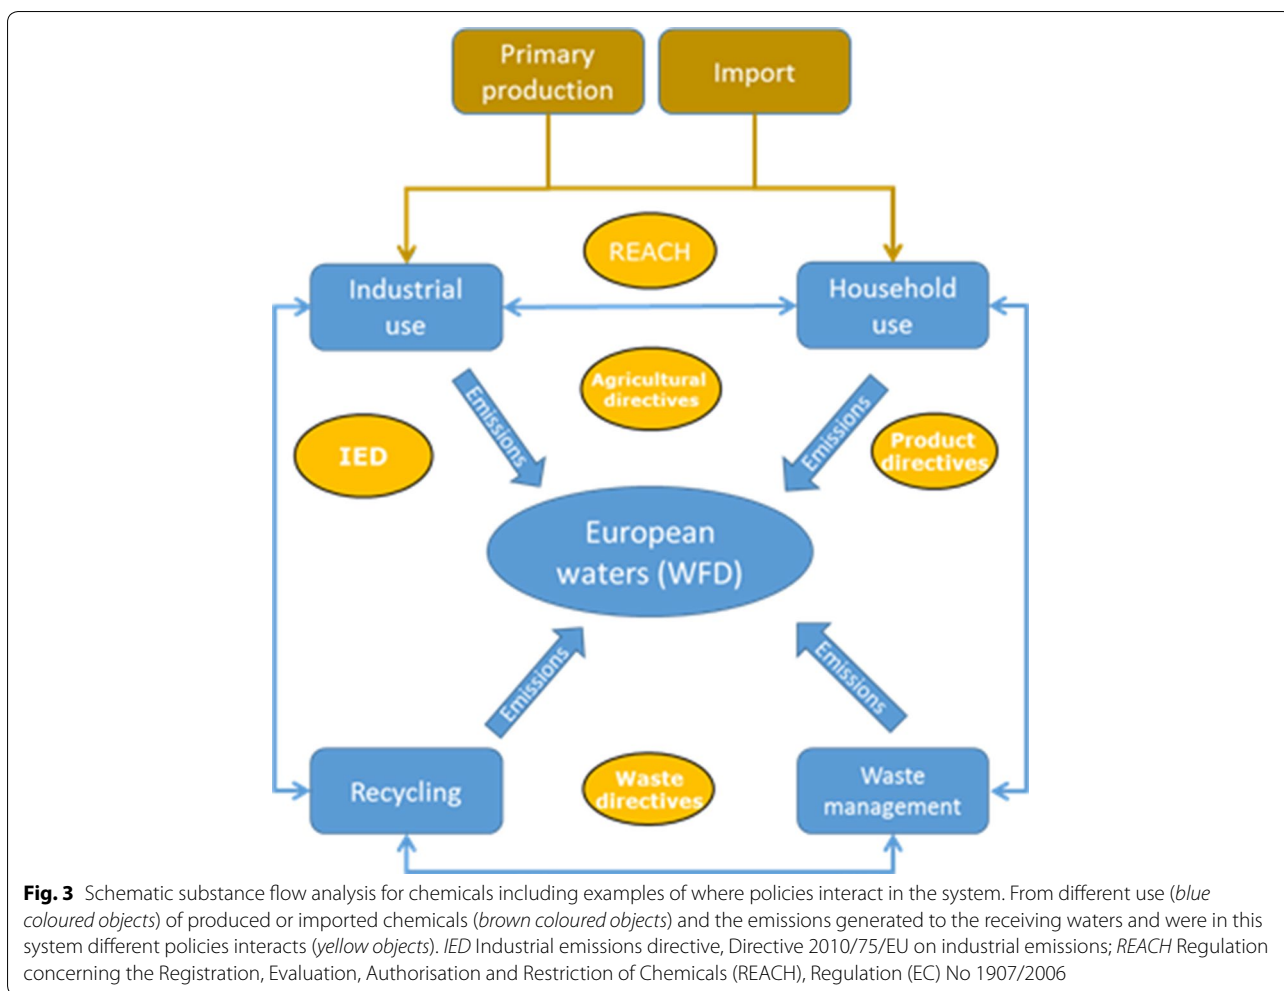 Primary
production
Import
REACH
Industrial
use
Household
use
Agricultural
directives
Emissions
Emissions
IED
Product
directives
European
waters (WFD)
Emissions
Emissions
Recycling
Waste
directives
Waste
management
Fig. 3 Schematic substance flow analysis for chemicals including examples of where policies interact in the system. From different use (blue
coloured objects) of produced or imported chemicals (brown coloured objects) and the emissions generated to the receiving waters and were in this
system different policies interacts (yellow objects). IED Industrial emissions directive, Directive 2010/75/EU on industrial emissions; REACH Regulation
concerning the Registration, Evaluation, Authorisation and Restriction of Chemicals (REACH), Regulation (EC) No 1907/2006